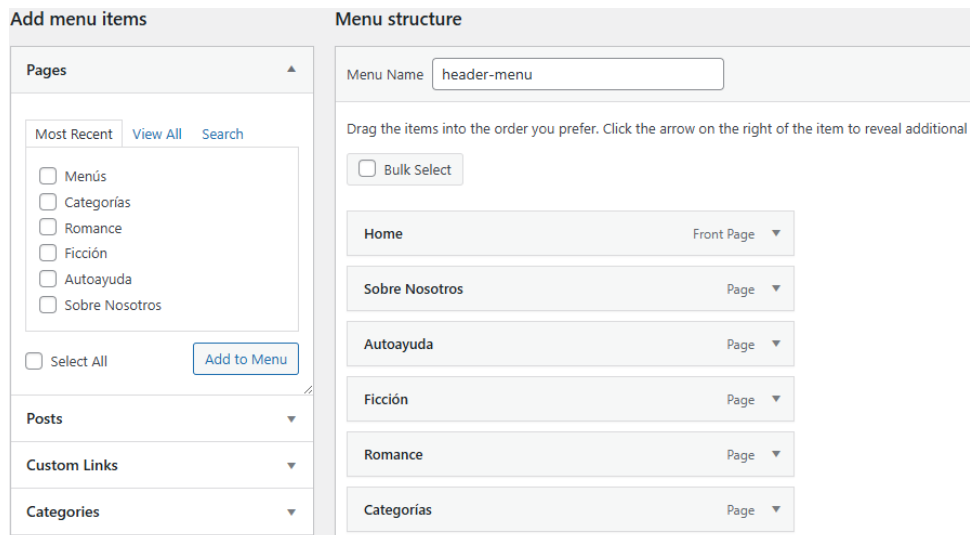 Add menu items
Pages
Most Recent View All Search
Menús
Categorías
Romance
Ficción
Autoayuda
Sobre Nosotros
Select All Add to Menu
Posts
Custom Links
Categories
Menu structure
Menu Name header-menu
Drag the items into the order you prefer. Click the arrow on the right of the item to reveal additional
Bulk Select
Home Front Page
Sobre Nosotros Page
Autoayuda Page
Ficción Page
Romance Page
Categorías Page